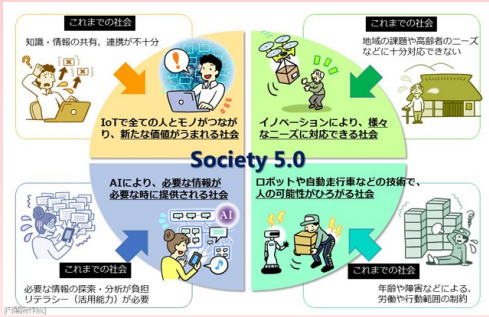 これまでの社会
知識・情報の共有、連携が不十分
これまでの社会
地域の課題や高齢者のニーズ
などに十分対応できない
IoTで全ての人とモノがつなが
り、新たな価値がうまれる社会
イノベーションにより、様々
なニーズに対応できる社会
Society 5.0
AIにより、必要な情報が
必要な時に提供される社会
ロボットや自動走行車などの技術で、
人の可能性がひろがる社会
AI
これまでの社会
必要な情報の探索・分析が負担
リテラシー（活用能力）が必要
これまでの社会
年齢や障害などによる、
労働や行動範囲の制約
[内閣府作成]